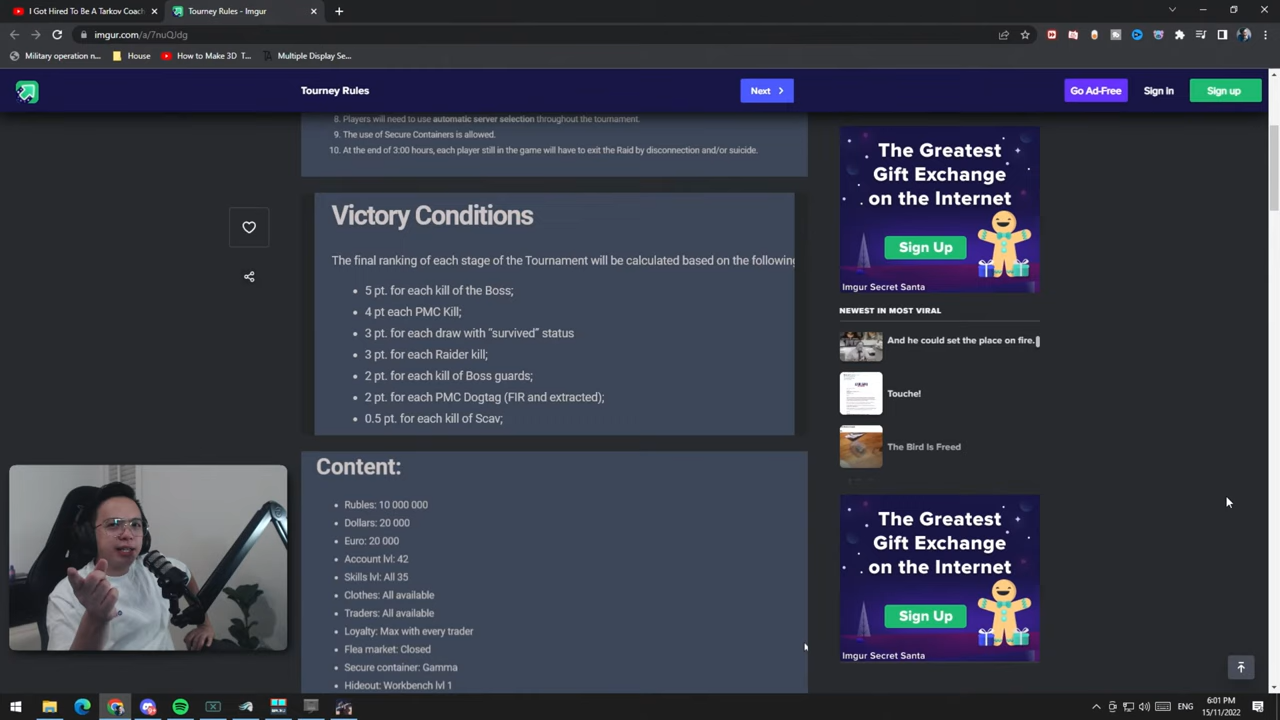 I Got Hired To Be A Tarkov Coach
Tourney Rules - Imgur
imgur.com/a/7nuQJdg
Military operation n...
House
How to Make 3D T...
Multiple Display Se...
Tourney Rules
Next
Go Ad-Free
Sign in
Sign up
8. Players will need to use automatic server selection throughout the tournament.
9. The use of Secure Containers is allowed.
10. At the end of 3:00 hours, each player still in the game will have to exit the Raid by disconnection and/or suicide.
Victory Conditions
The final ranking of each stage of the Tournament will be calculated based on the following
• 5 pt. for each kill of the Boss;
• 4 pt each PMC Kill;
• 3 pt. for each draw with "survived" status
• 3 pt. for each Raider kill;
• 2 pt. for each kill of Boss guards;
• 2 pt. for each PMC Dogtag (FIR and extracted);
• 0.5 pt. for each kill of Scav;
Content:
• Rubles: 10 000 000
• Dollars: 20 000
• Euro: 20 000
• Account lvl: 42
• Skills lvl: All 35
• Clothes: All available
• Traders: All available
• Loyalty: Max with every trader
• Flea market: Closed
• Secure container: Gamma
• Hideout: Workbench lvl 1
The Greatest
Gift Exchange
on the Internet
Sign Up
Imgur Secret Santa
NEWEST IN MOST VIRAL
And he could set the place on fire.
Touche!
The Bird Is Freed
The Greatest
Gift Exchange
on the Internet
Sign Up
Imgur Secret Santa
ENG
6:01 PM
15/11/2022